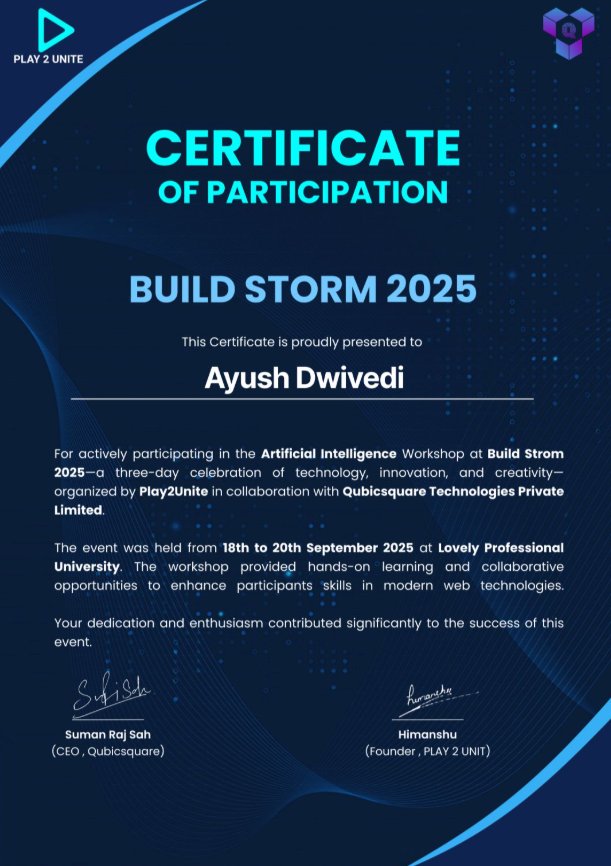 PLAY 2 UNITE
Q
CERTIFICATE
OF PARTICIPATION
BUILD STORM 2025
This Certificate is proudly presented to
Ayush Dwivedi
For actively participating in the Artificial Intelligence Workshop at Build Strom
2025—a three-day celebration of technology, innovation, and creativity—
organized by Play2Unite in collaboration with Qubicsquare Technologies Private
Limited.
The event was held from 18th to 20th September 2025 at Lovely Professional
University. The workshop provided hands-on learning and collaborative
opportunities to enhance participants skills in modern web technologies.
Your dedication and enthusiasm contributed significantly to the success of this
event.
Himanshu
Suman Raj Sah
(CEO , Qubicsquare)
Himanshu
(Founder , PLAY 2 UNIT)